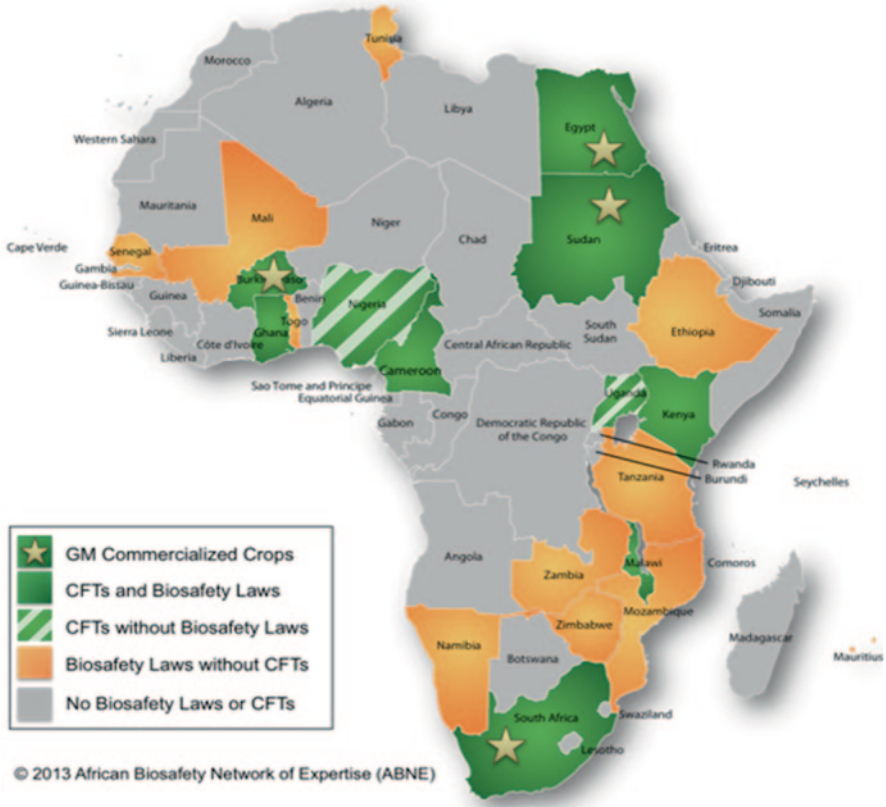 Tunisia
Morocco
Algeria
Libya
Egypt
Western Sahara
Mauritania
Mali
Niger
Chad
Sudan
Eritrea
Cape Verde
Senegal
Gambia
Guinea-Bissau
Guinea
Burkina Faso
Benin
Nigeria
Djibouti
Somalia
Sierra Leone
Liberia
Côte d'Ivoire
Ghana
Togo
Cameroon
Central African Republic
South
Sudan
Ethiopia
Sao Tome and Principe
Equatorial Guinea
Gabon
Congo
Democratic Republic
of the Congo
Uganda
Kenya
Rwanda
Burundi
Tanzania
Seychelles
Angola
Zambia
Malawi
Comoros
Mozambique
Zimbabwe
Namibia
Botswana
Madagascar
Mauritius
South Africa
Swaziland
Lesotho
GM Commercialized Crops
CFTs and Biosafety Laws
CFTs without Biosafety Laws
Biosafety Laws without CFTs
No Biosafety Laws or CFTs
© 2013 African Biosafety Network of Expertise (ABNE)